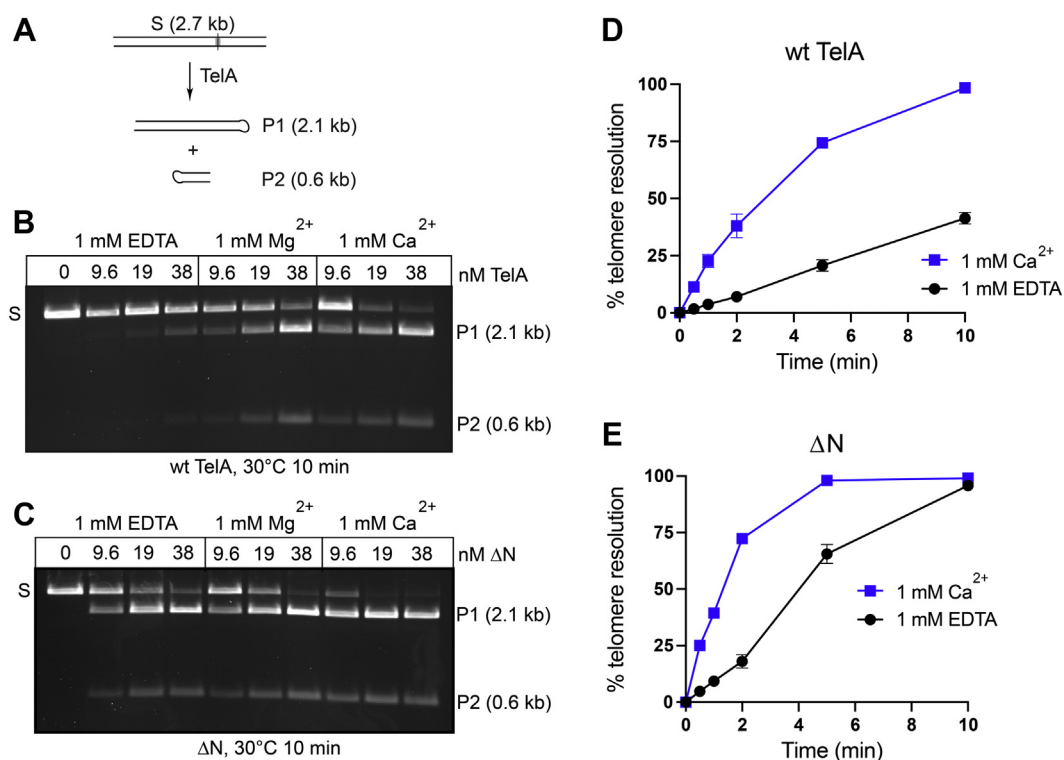 A
S (2.7 kb)
TelA
P1 (2.1 kb)
+
P2 (0.6 kb)
B
1 mM EDTA 1 mM Mg2+ 1 mM Ca2+
0 9.6 19 38 9.6 19 38 9.6 19 38 nM TelA
S
P1 (2.1 kb)
P2 (0.6 kb)
wt TelA, 30°C 10 min
C
1 mM EDTA 1 mM Mg2+ 1 mM Ca2+
0 9.6 19 38 9.6 19 38 9.6 19 38 nM ΔN
S
P1 (2.1 kb)
P2 (0.6 kb)
ΔN, 30°C 10 min
D
wt TelA
% telomere resolution
100
75
50
25
0
1 mM Ca2+
1 mM EDTA
0 2 4 6 8 10
Time (min)
E
ΔN
% telomere resolution
100
75
50
25
0
1 mM Ca2+
1 mM EDTA
0 2 4 6 8 10
Time (min)